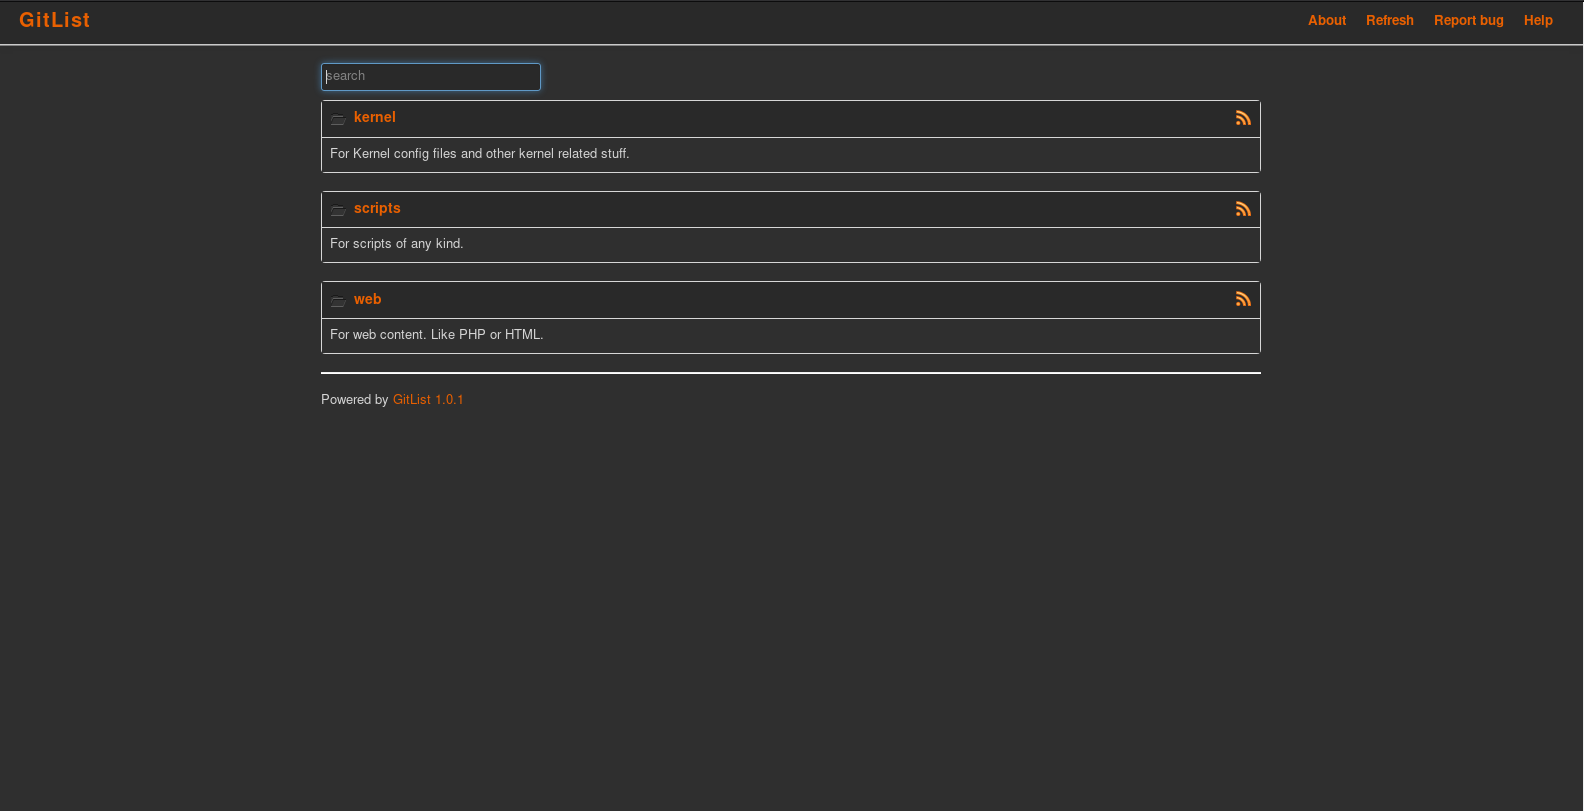 GitList
About Refresh Report bug Help
search
kernel
For Kernel config files and other kernel related stuff.
scripts
For scripts of any kind.
web
For web content. Like PHP or HTML.
Powered by GitList 1.0.1